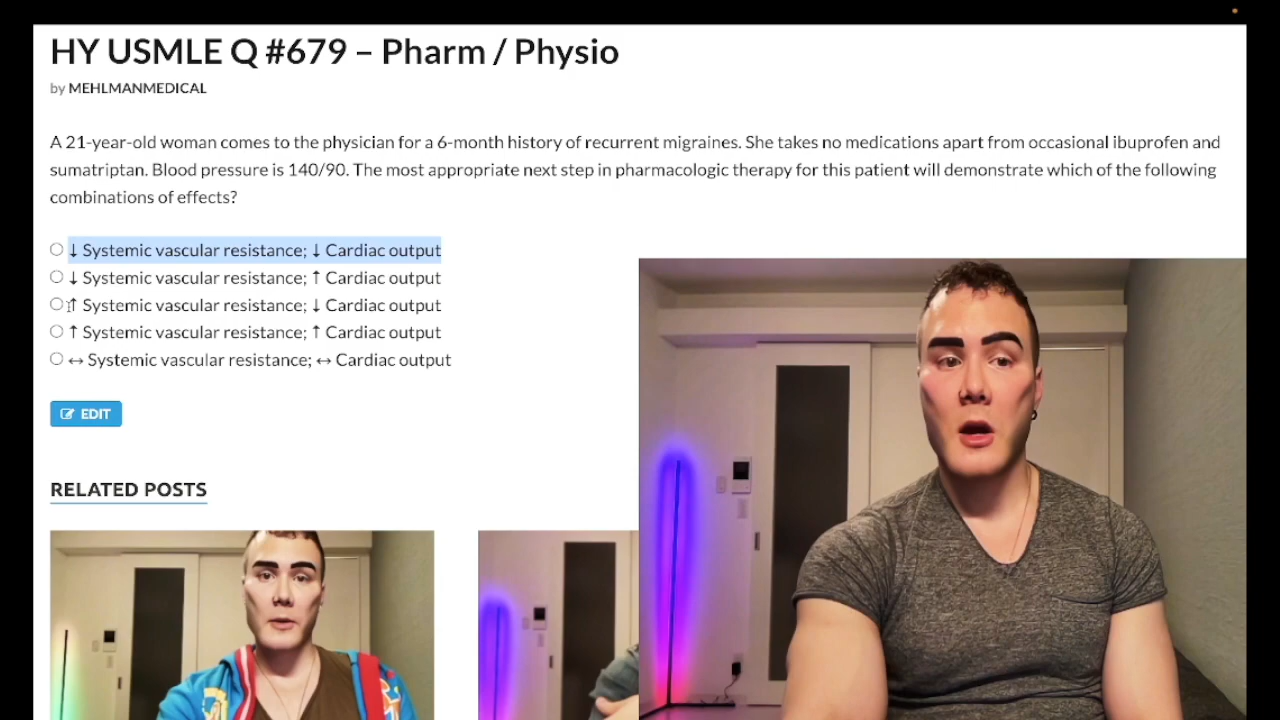 HY USMLE Q #679 – Pharm / Physio
by MEHLMANMEDICAL
A 21-year-old woman comes to the physician for a 6-month history of recurrent migraines. She takes no medications apart from occasional ibuprofen and
sumatriptan. Blood pressure is 140/90. The most appropriate next step in pharmacologic therapy for this patient will demonstrate which of the following
combinations of effects?
↓ Systemic vascular resistance; ↓ Cardiac output
↓ Systemic vascular resistance; ↑ Cardiac output
↑ Systemic vascular resistance; ↓ Cardiac output
↑ Systemic vascular resistance; ↑ Cardiac output
↔ Systemic vascular resistance; ↔ Cardiac output
EDIT
RELATED POSTS